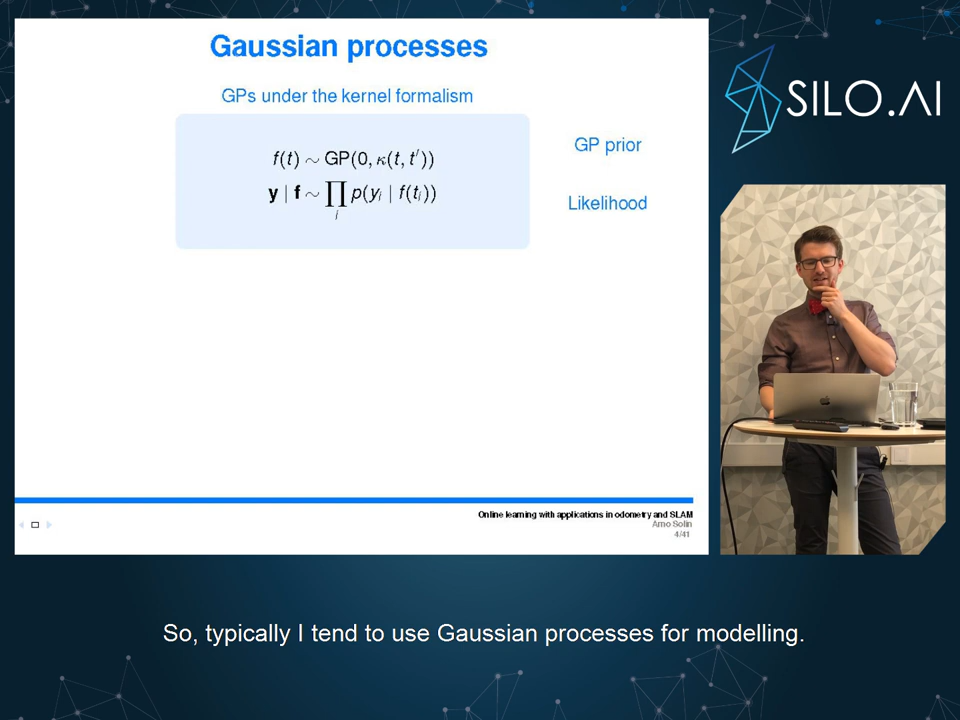 Gaussian processes
GPs under the kernel formalism
f(t) ∼ GP(0, κ(t, t′))
GP prior
y | f ∼ ∏ᵢ p(yᵢ | f(tᵢ))
Likelihood
Online learning with applications in odometry and SLAM
Arno Solin
4/41
SILO.AI
So, typically I tend to use Gaussian processes for modelling.